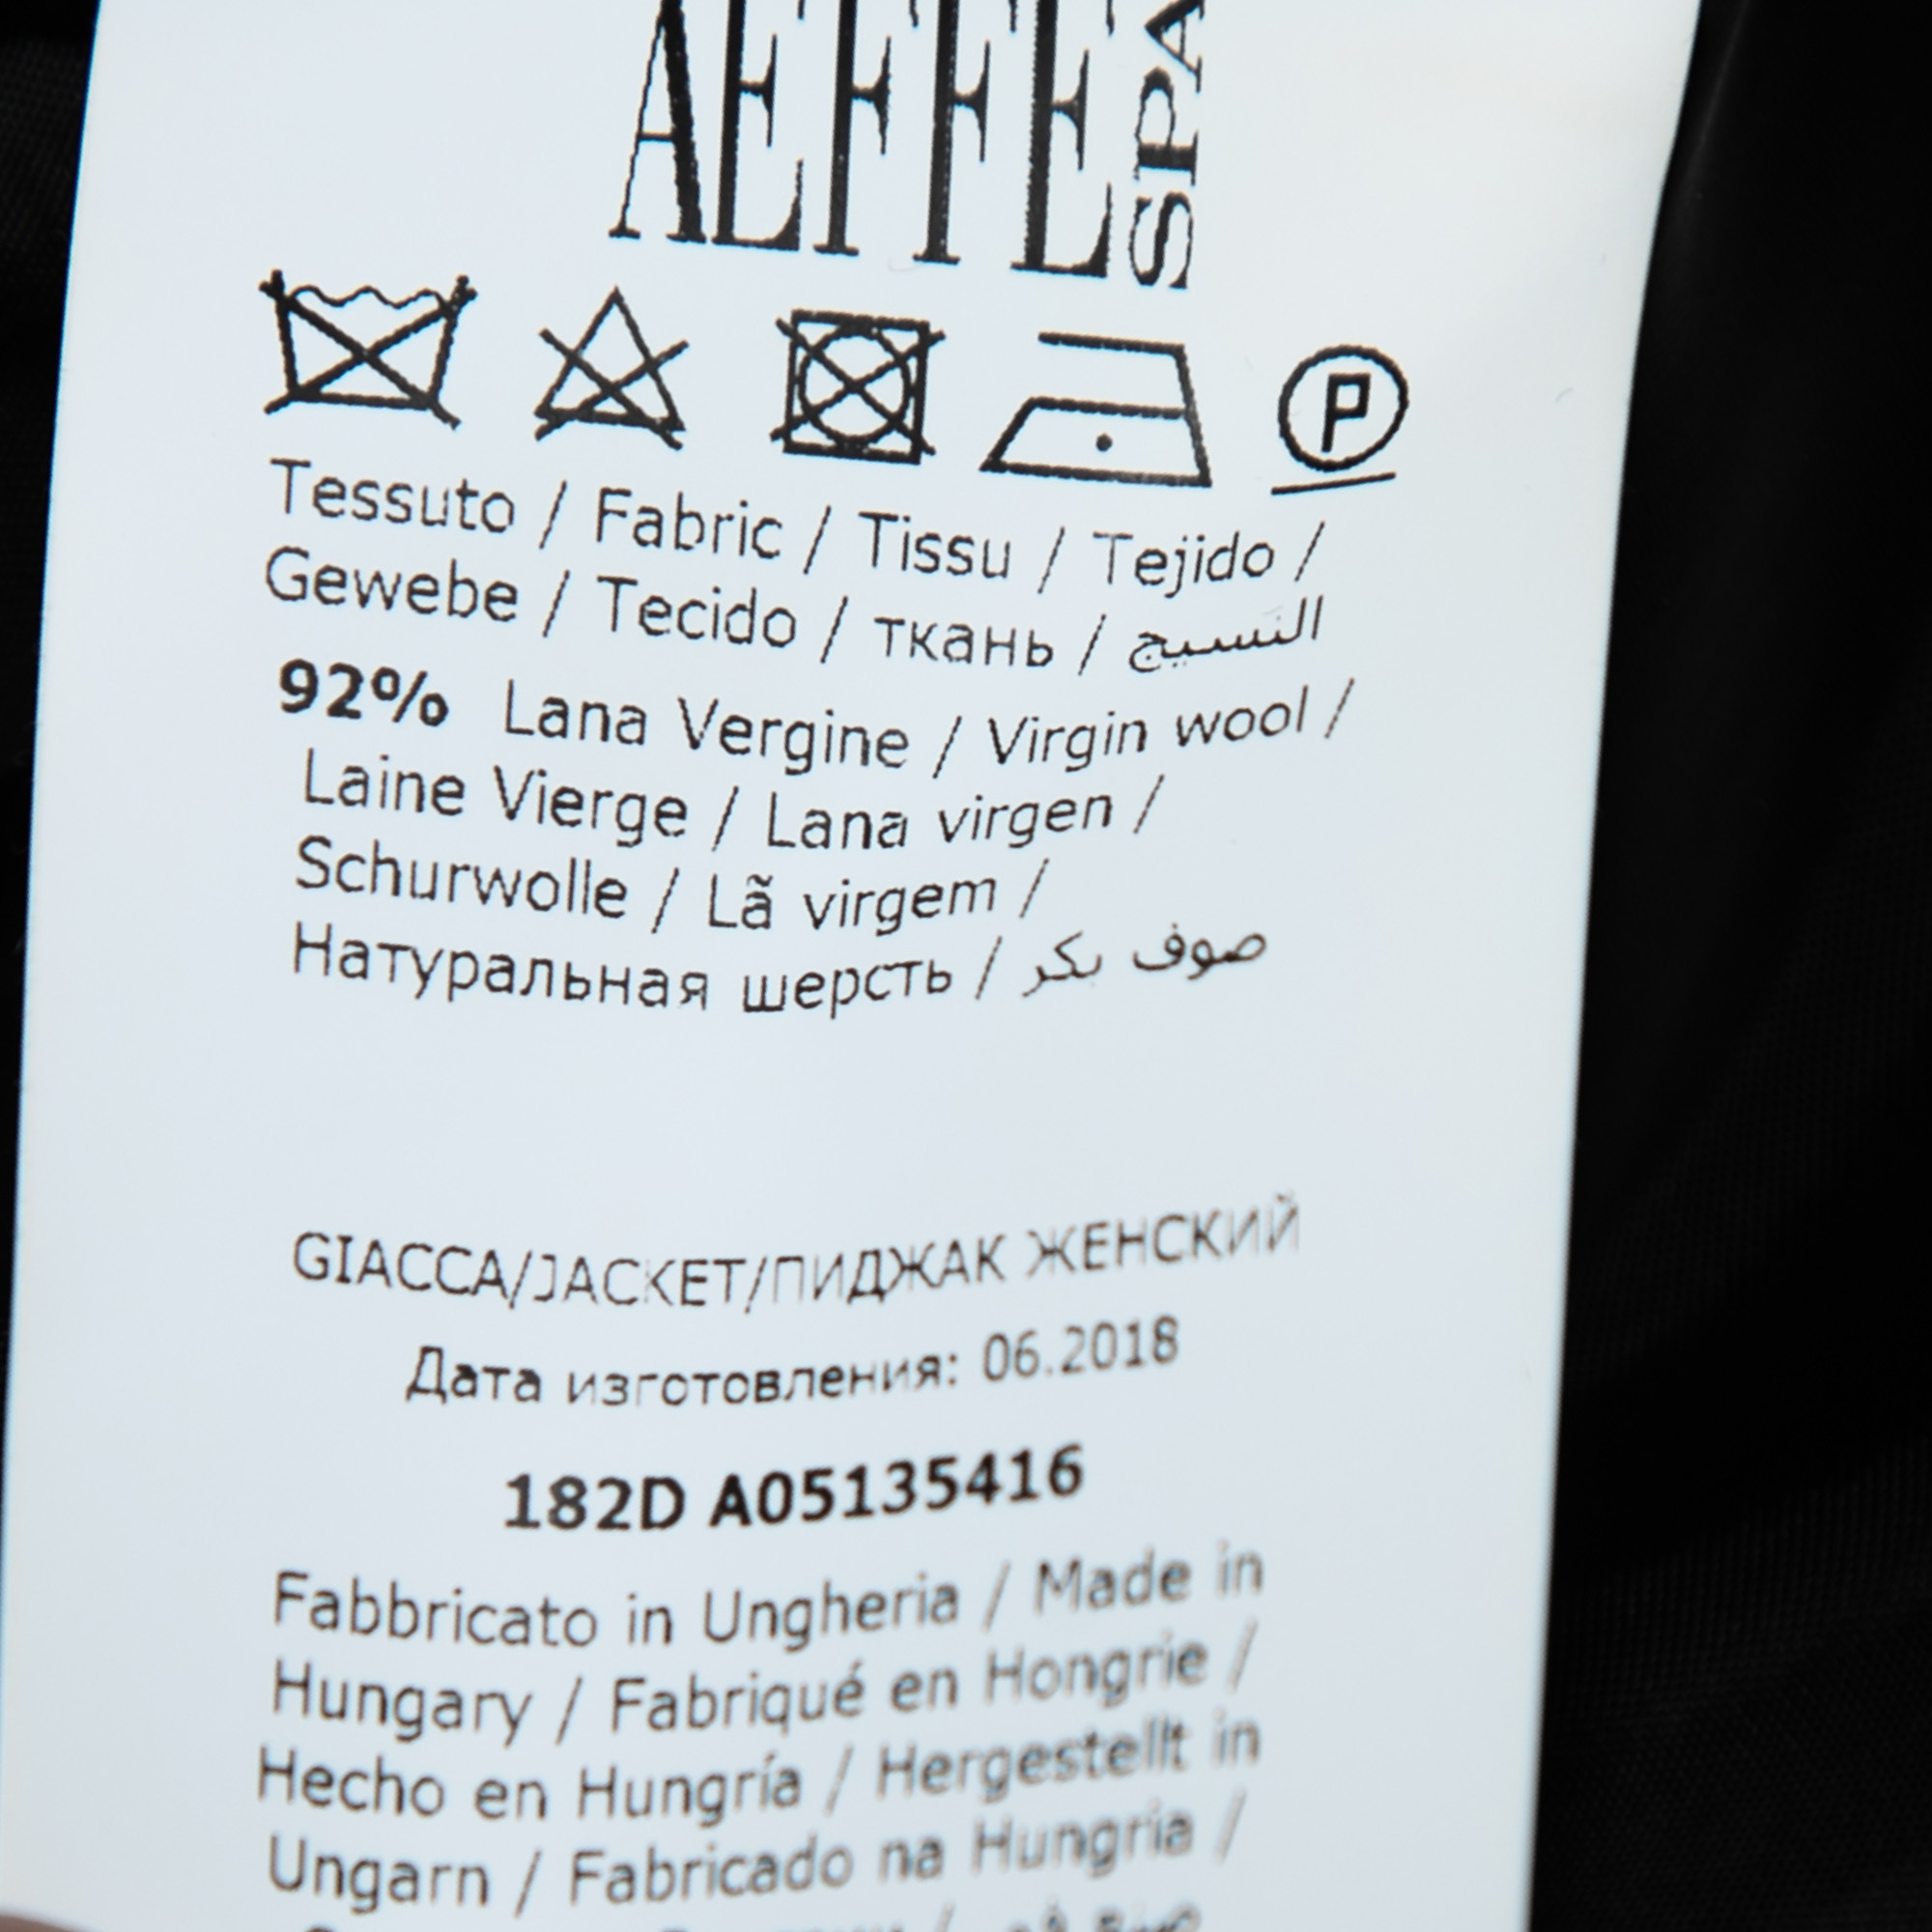 AEFFE SPA
P
Tessuto / Fabric / Tissu / Tejido /
Gewebe / Tecido / ткань / النسيج
92% Lana Vergine / Virgin wool /
Laine Vierge / Lana virgen /
Schurwolle / Lã virgem /
Натуральная шерсть / صوف بكر
GIACCA/JACKET/ПИДЖАК ЖЕНСКИЙ
Дата изготовления: 06.2018
182D A05135416
Fabbricato in Ungheria / Made in
Hungary / Fabriqué en Hongrie /
Hecho en Hungría / Hergestellt in
Ungarn / Fabricado na Hungria /